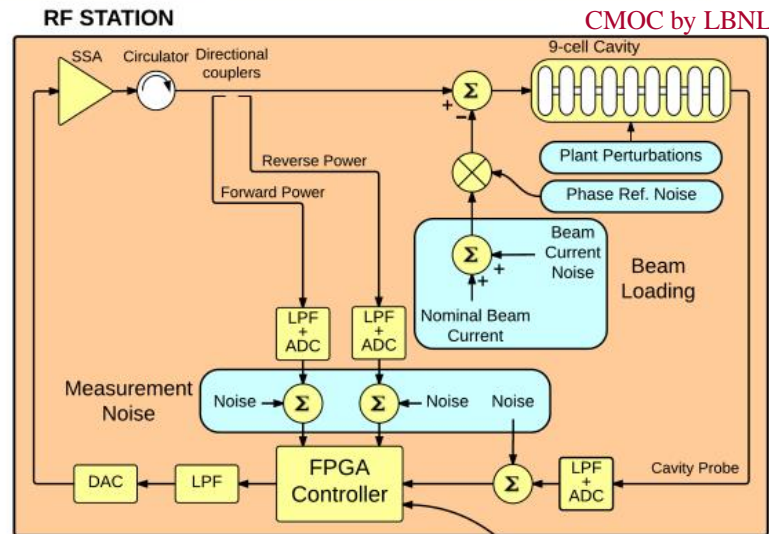 RF STATION
CMOC by LBNL
SSA
Circulator
Directional
couplers
9-cell Cavity
Σ
+
−
Plant Perturbations
Reverse Power
Phase Ref. Noise
Forward Power
Beam
Current
Noise
Σ
+
+
Beam
Loading
Nominal Beam
Current
LPF
+
ADC
LPF
+
ADC
Measurement
Noise
Noise
Σ
Σ
Noise
Noise
DAC
LPF
FPGA
Controller
Σ
LPF
+
ADC
Cavity Probe